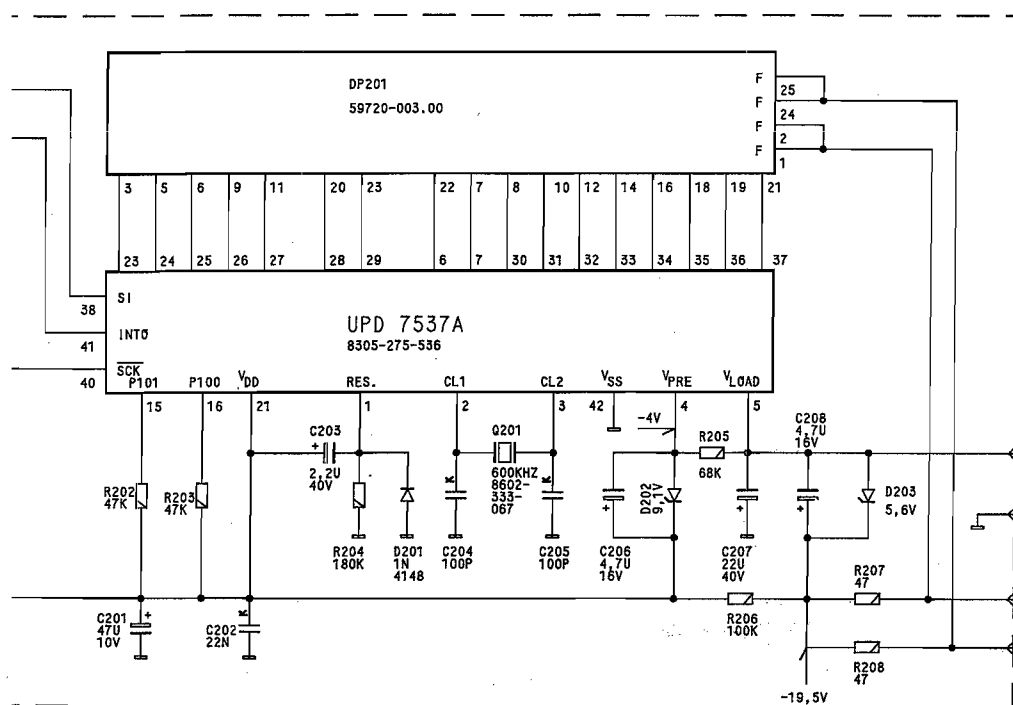 DP201
59720-003.00
F
25
F
24
F
2
F
1
3 5 6 9 11 20 23 22 7 8 10 12 14 16 18 19 21
23 24 25 26 27 28 29 6 7 30 31 32 33 34 35 36 37
38 SI
41 INT0
40 SCK
UPD 7537A
8305-275-536
P101 P100 VDD RES. CL1 CL2 VSS VPRE VLOAD
15 16 21 1 2 3 42 4 5
-4V
C203
+
2,2U
40V
Q201
600KHZ
8602-
333-
067
R205
68K
C208
4,7U
16V
R202
47K
R203
47K
D202
9,1V
D203
5,6V
R204
180K
D201
1N
4148
K
C204
100P
K
C205
100P
+
C206
4,7U
16V
+
C207
22U
40V
+
R207
47
C201
47U
10V
+
C202
22N
K
R206
100K
R208
47
-19,5V